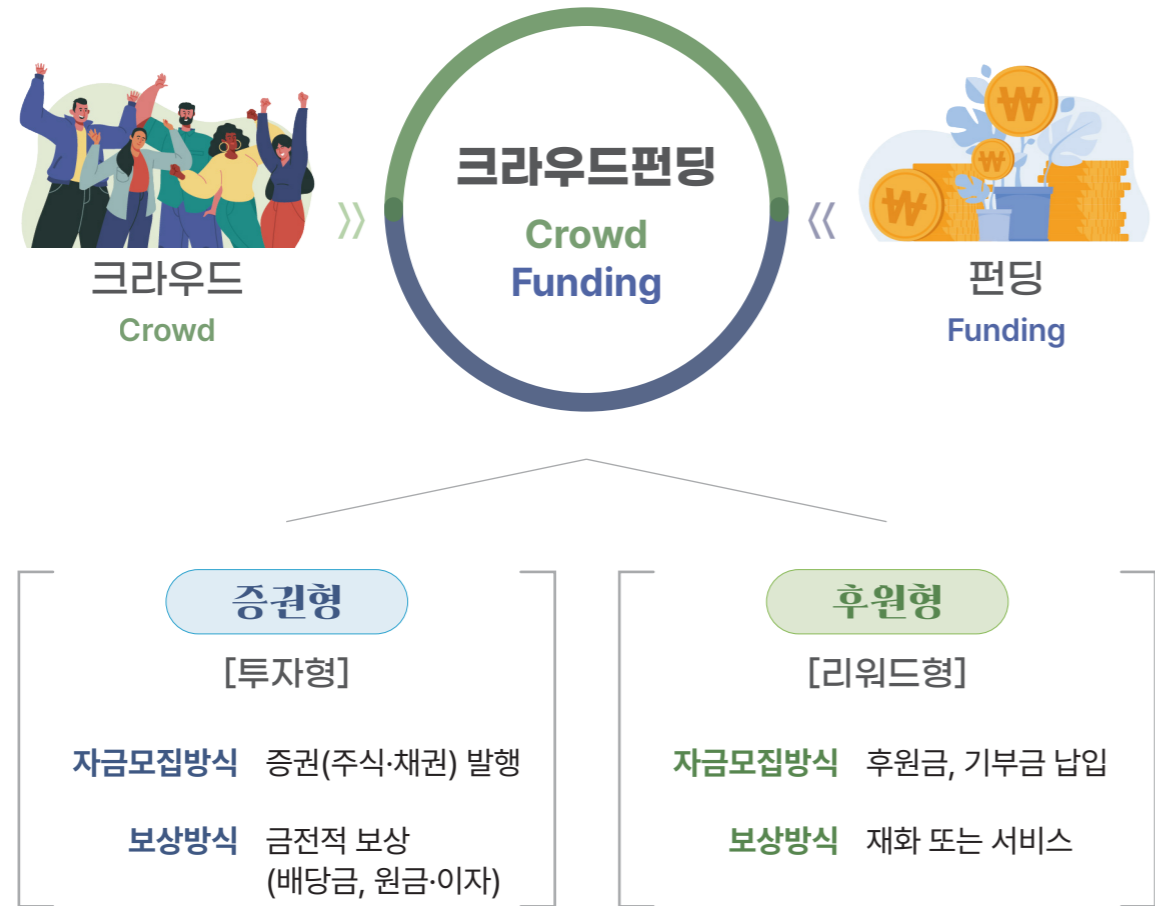 크라우드펀딩
Crowd
Funding
크라우드
Crowd
펀딩
Funding
₩
₩
₩
증권형
[투자형]
자금모집방식 증권(주식·채권) 발행
보상방식 금전적 보상
(배당금, 원금·이자)
후원형
[리워드형]
자금모집방식 후원금, 기부금 납입
보상방식 재화 또는 서비스